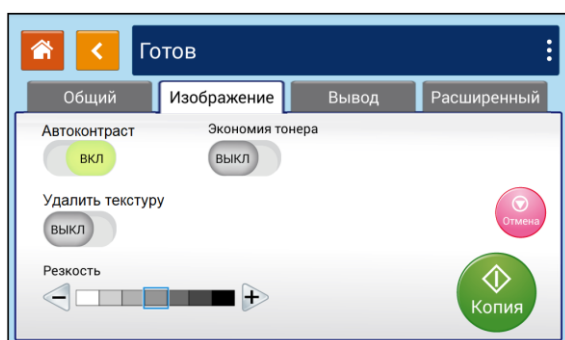 Готов
Общий Изображение Вывод Расширенный
Автоконтраст Экономия тонера
ВКЛ ВЫКЛ
Удалить текстуру
ВЫКЛ
Отмена
Резкость
Копия